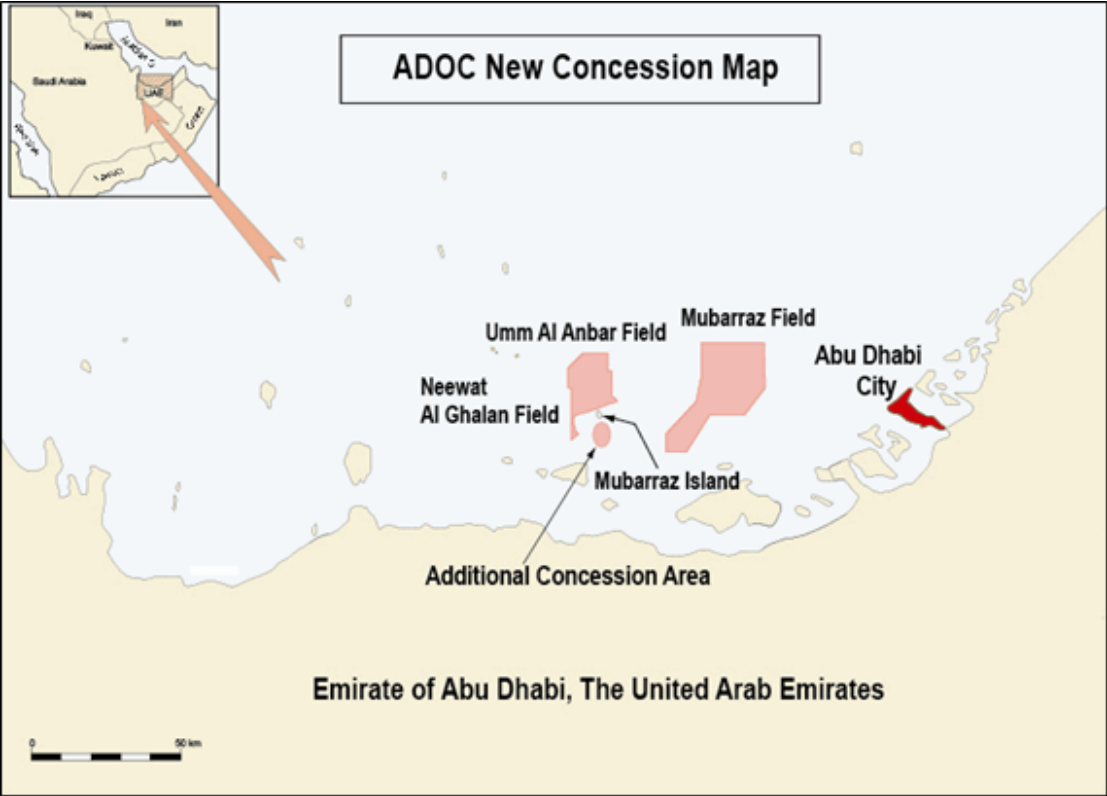 Iraq
Iran
Kuwait
Saudi Arabia
UAE
ADOC New Concession Map
Umm Al Anbar Field
Mubarraz Field
Abu Dhabi
City
Neewat
Al Ghalan Field
Mubarraz Island
Additional Concession Area
Emirate of Abu Dhabi, The United Arab Emirates
0
50 km